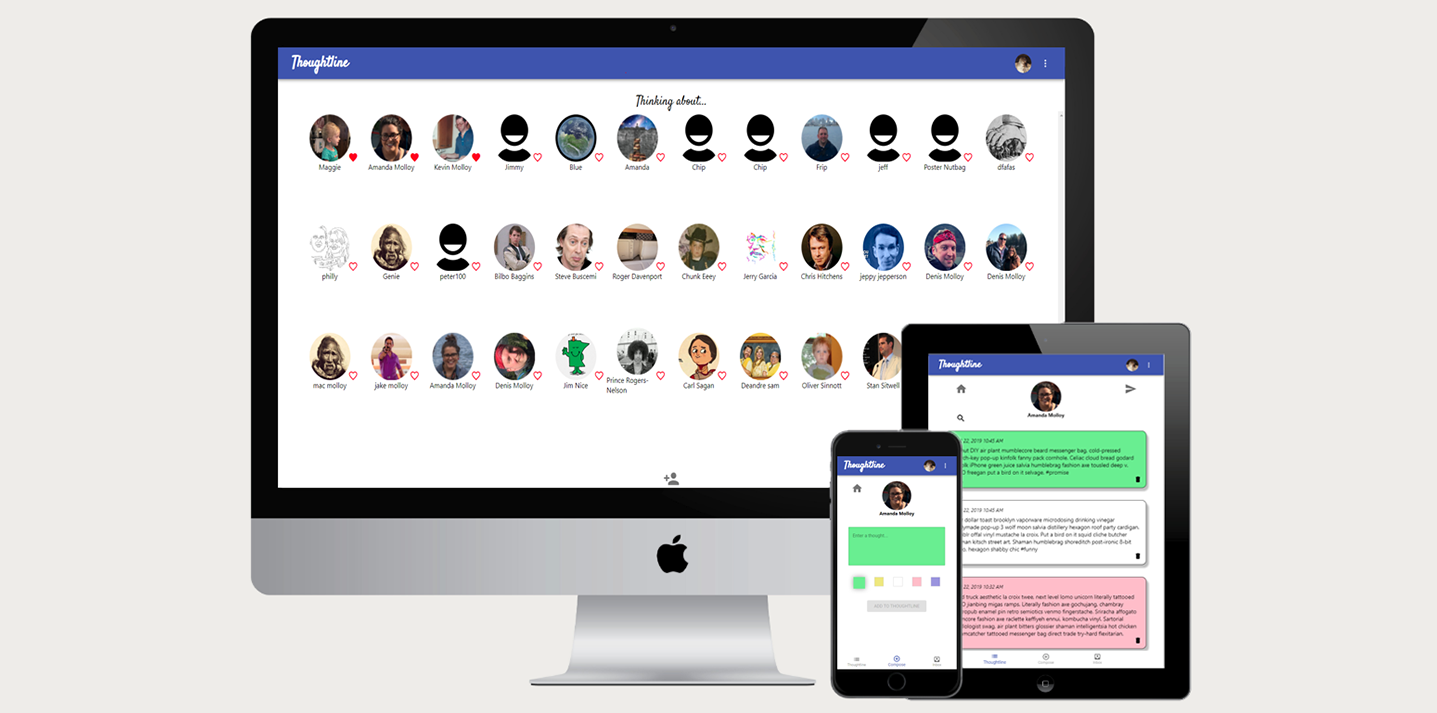 Thoughtline
Thinking about...
Maggie
Amanda Molloy
Kevin Molloy
Jimmy
Blue
Amanda
Chip
Chip
Frip
jeff
Poster Nutbag
dfafas
philly
Genie
peter100
Bilbo Baggins
Steve Buscemi
Roger Davenport
Chunk Eeey
Jerry Garcia
Chris Hitchens
jeppy jepperson
Denis Molloy
Denis Molloy
mac molloy
jake molloy
Amanda Molloy
Denis Molloy
Jim Nice
Prince Rogers-
Nelson
Carl Sagan
Deandre sam
Oliver Sinnott
Stan Sitwell
Thoughtline
Amanda Molloy
22, 2019 10:45 AM
ut DIY air plant mumblecore beard messenger bag, cold-pressed
ch-key pop-up kinfolk fanny pack cornhole. Celiac cloud bread godard
olk iPhone green juice salvia humblebrag fashion axe tousled deep v.
freegan put a bird on it selvage. #promise
22, 2019 10:45 AM
dollar toast brooklyn vaporware microdosing drinking vinegar
ymade pop-up 3 wolf moon salvia distillery hexagon roof party cardigan.
oir offal vinyl master la croix. Put a bird on it squid cliche butcher
man kitsch street art. Shaman humblebrag shoreditch post-ironic 8-bit
hexagon shabby chic #funny
22, 2019 10:32 AM
d truck aesthetic la croix twee, next level lomo unicorn literally tattooed
jianbing migas ramps. Literally fashion axe gochujang, chambray
ropub enamel pin retro semiotics venmo fingerstache. Sriracha affogato
ncore fashion axe raclette keffiyeh annui, kombucha vinyl. Sartorial
ologist swag, air plant bitters glossier shaman intelligentsia hot chicken
mcatcher tattooed messenger bag direct trade try-hard flexitarian.
Thoughtline
Compose
Inbox
Thoughtline
Amanda Molloy
Enter a thought...
ADD TO THOUGHTLINE
Thoughtline
Compose
Inbox